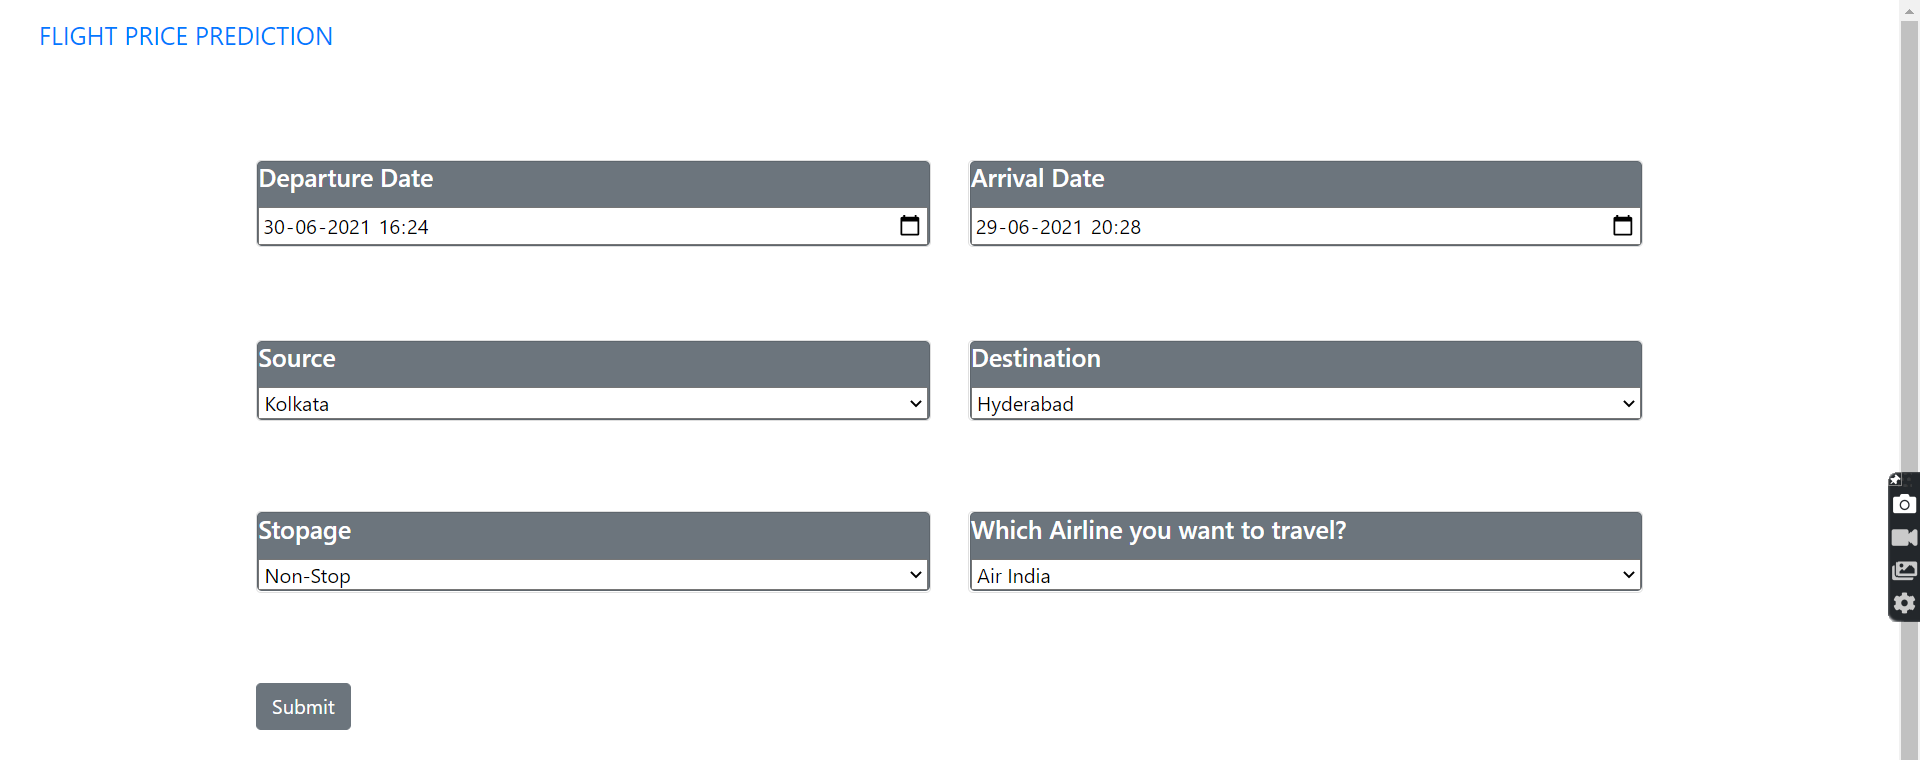 FLIGHT PRICE PREDICTION
Departure Date
30-06-2021 16:24
Arrival Date
29-06-2021 20:28
Source
Kolkata
Destination
Hyderabad
Stopage
Non-Stop
Which Airline you want to travel?
Air India
Submit